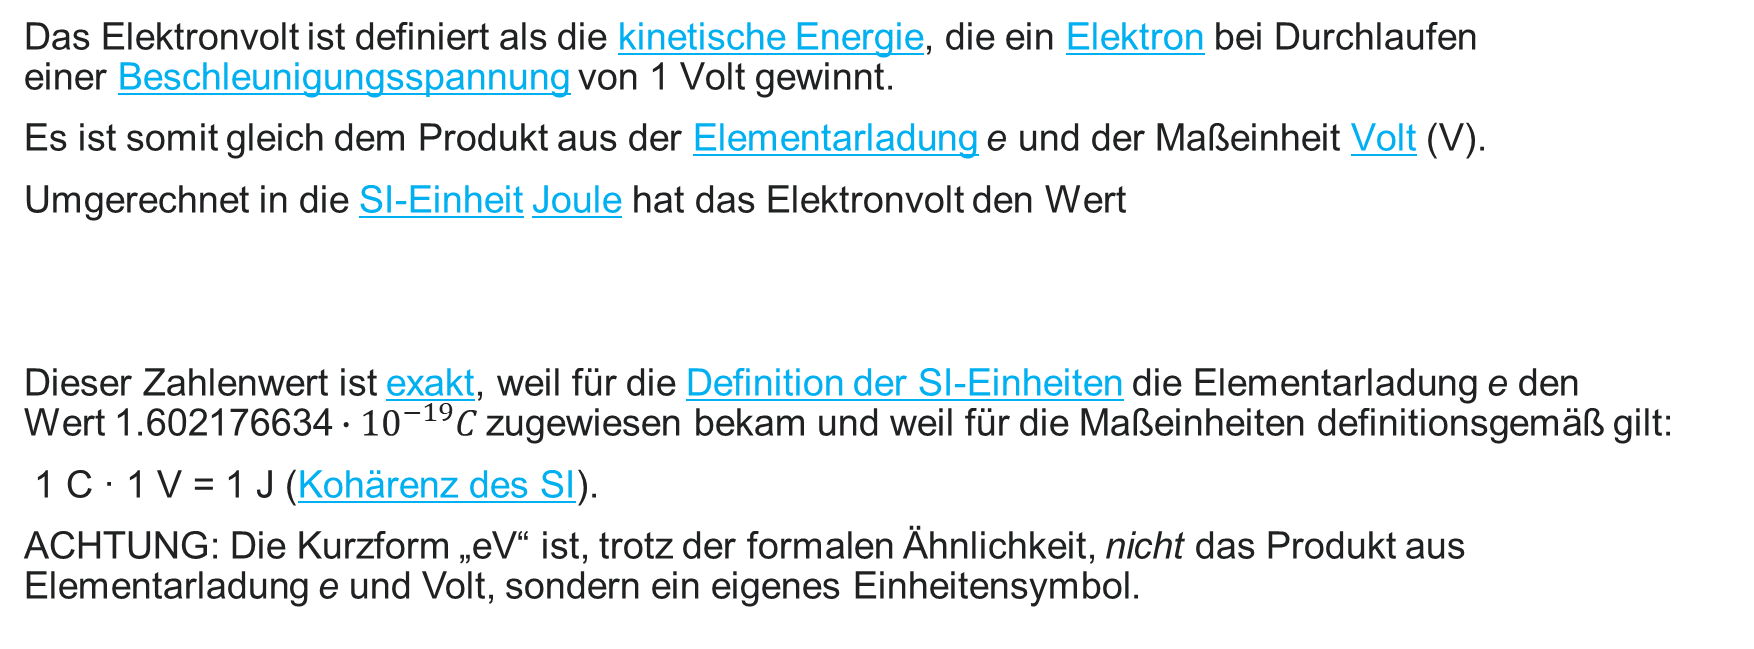 Das Elektronvolt ist definiert als die kinetische Energie, die ein Elektron bei Durchlaufen
einer Beschleunigungsspannung von 1 Volt gewinnt.
Es ist somit gleich dem Produkt aus der Elementarladung e und der Maßeinheit Volt (V).
Umgerechnet in die SI-Einheit Joule hat das Elektronvolt den Wert
Dieser Zahlenwert ist exakt, weil für die Definition der SI-Einheiten die Elementarladung e den
Wert 1.602176634 · 10⁻¹⁹C zugewiesen bekam und weil für die Maßeinheiten definitionsgemäß gilt:
1 C · 1 V = 1 J (Kohärenz des SI).
ACHTUNG: Die Kurzform „eV“ ist, trotz der formalen Ähnlichkeit, nicht das Produkt aus
Elementarladung e und Volt, sondern ein eigenes Einheitensymbol.